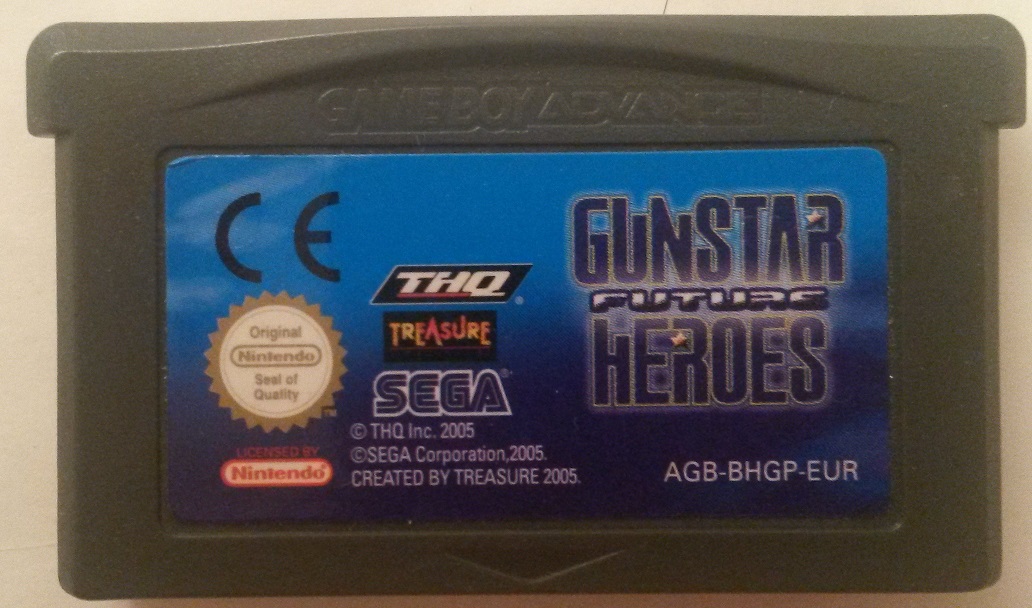 GAME BOY ADVANCE
CE
Original
Nintendo
Seal of
Quality
TM
LICENSED BY
Nintendo®
THQ®
TREASURE
SEGA®
© THQ Inc. 2005
©SEGA Corporation,2005.
CREATED BY TREASURE 2005.
GUNSTAR
FUTURE
HEROES
AGB-BHGP-EUR